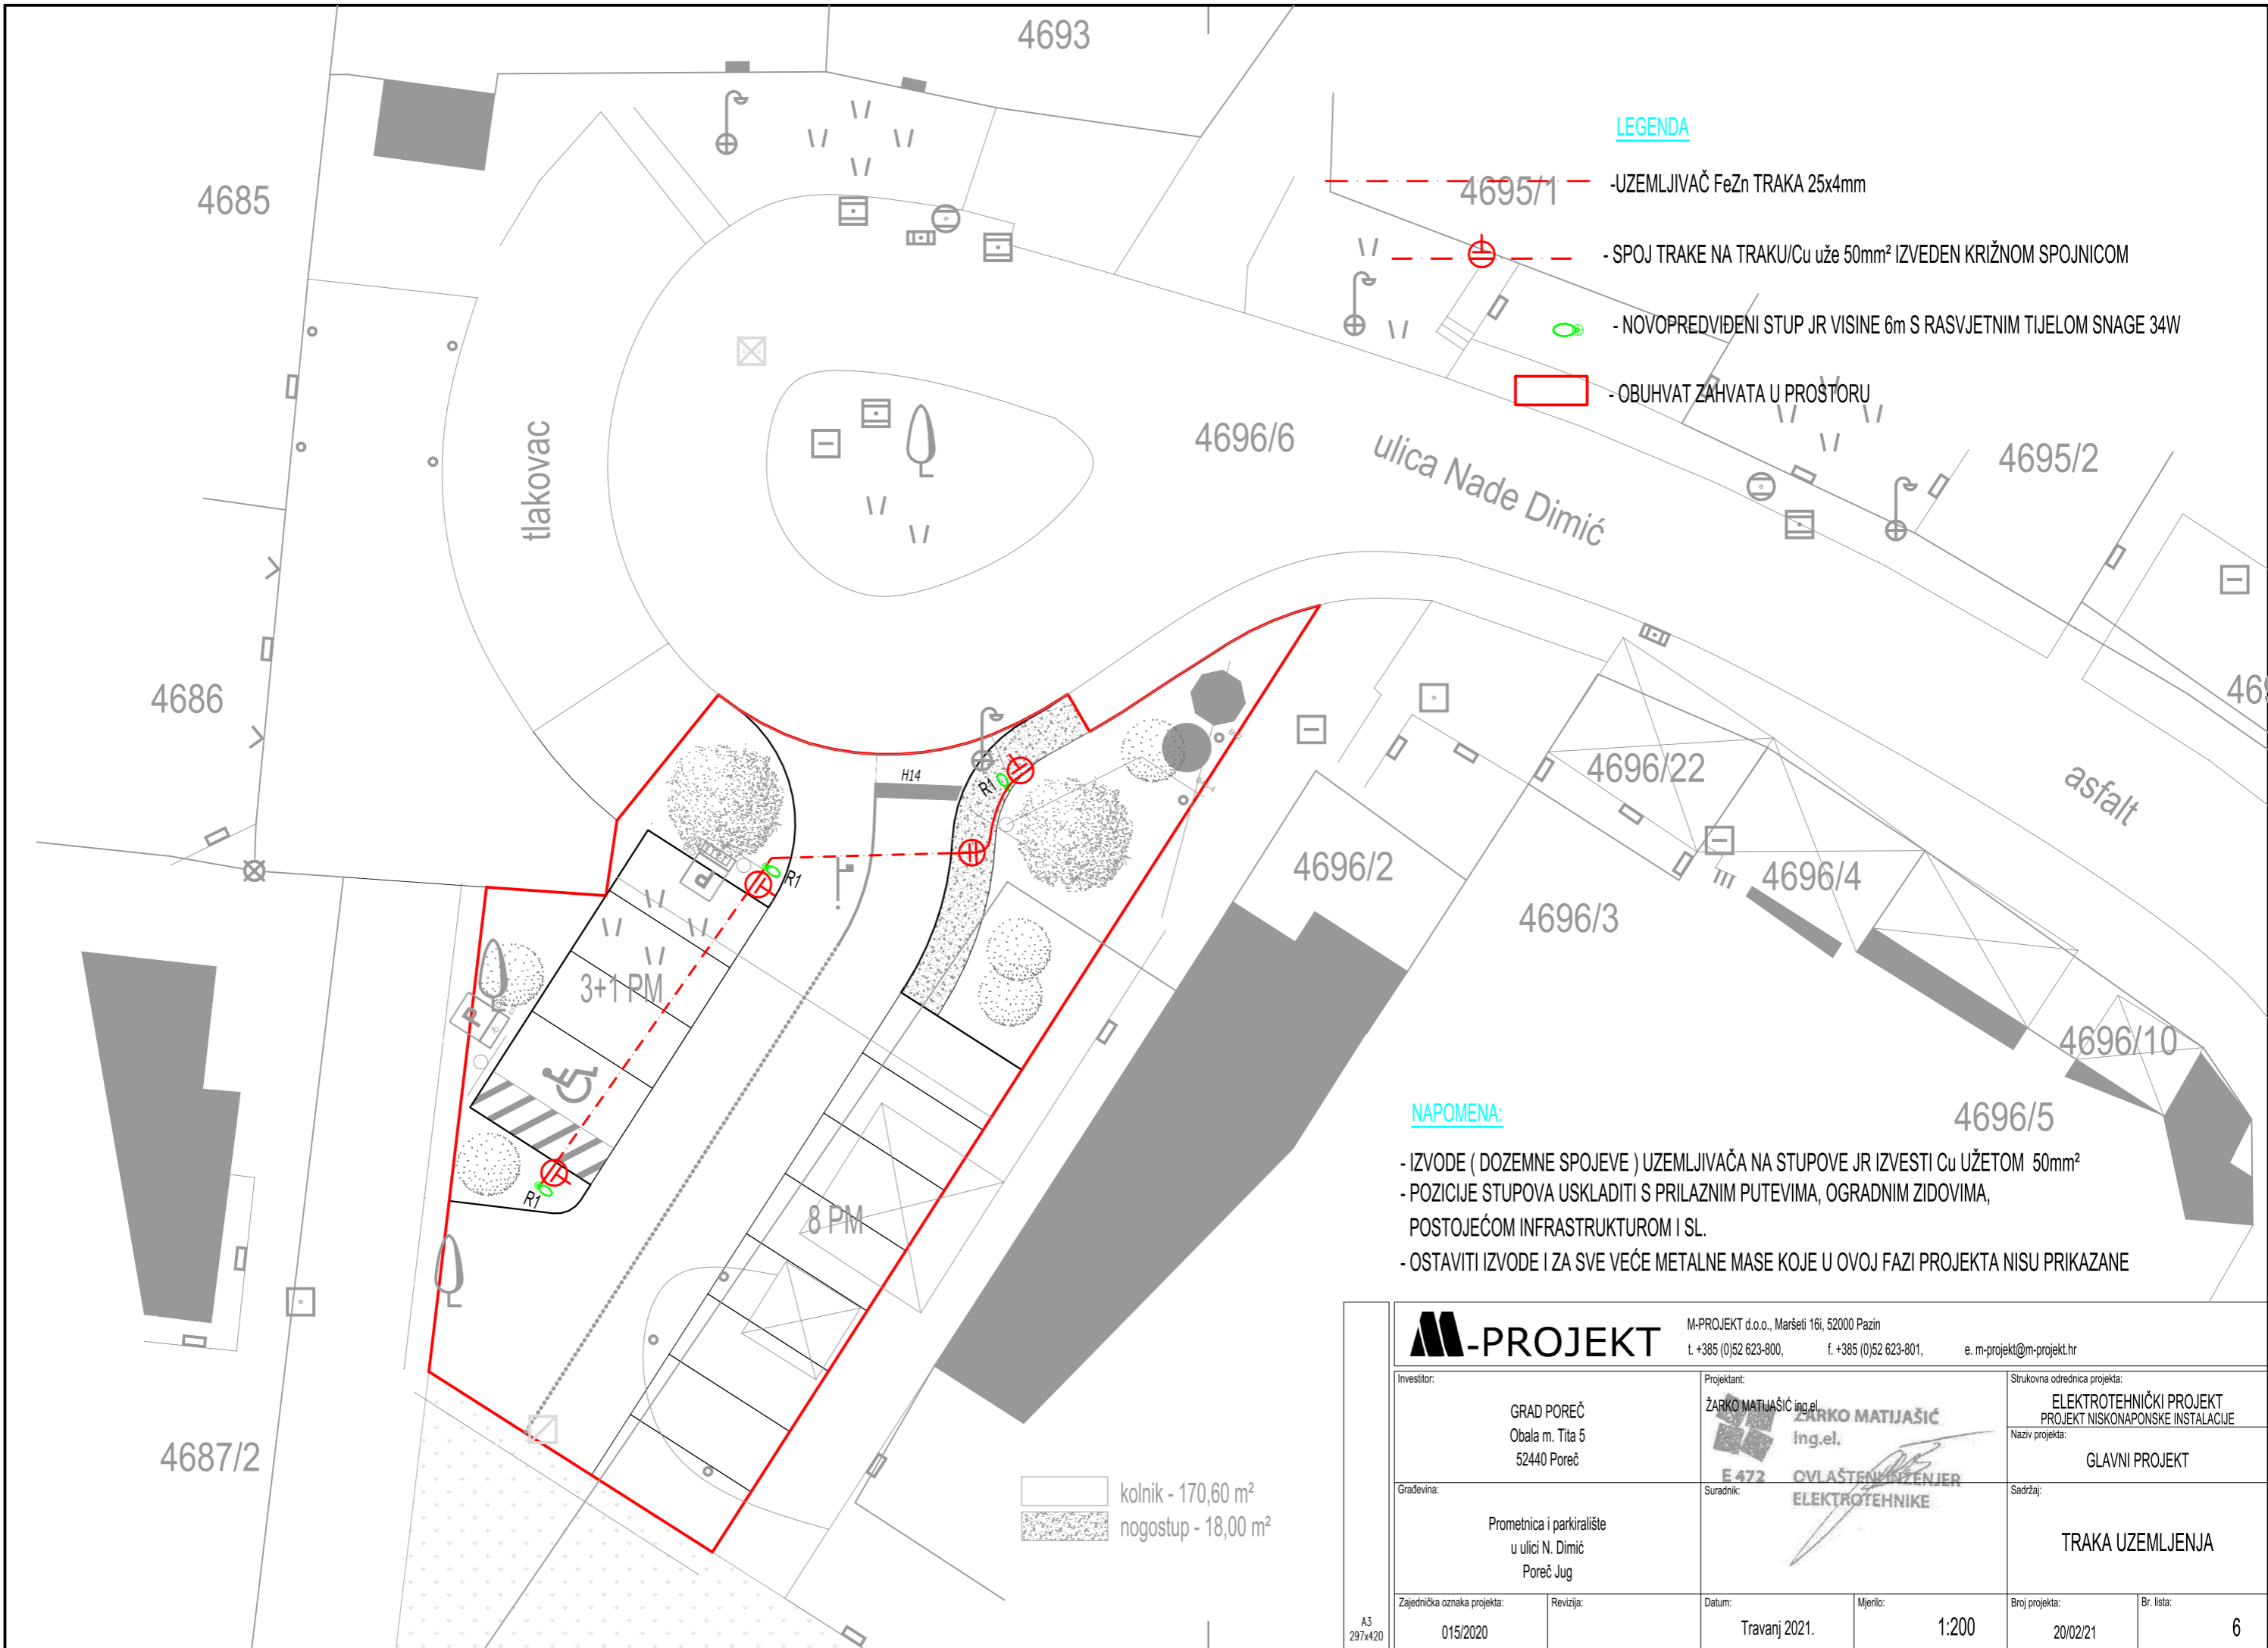 4693
4685
LEGENDA
-UZEMLJIVAČ FeZn TRAKA 25x4mm
4695/1
- SPOJ TRAKE NA TRAKU/Cu uže 50mm² IZVEDEN KRIŽNOM SPOJNICOM
- NOVOPREDVIĐENI STUP JR VISINE 6m S RASVJETNIM TIJELOM SNAGE 34W
- OBUHVAT ZAHVATA U PROSTORU
tlakovac
4696/6
ulica Nade Dimić
4695/2
4686
469
H14
R1
R1
P
4696/22
asfalt
4696/2
4696/4
4696/3
3+1 PM
P
4696/10
R1
8 PM
4696/5
NAPOMENA:
- IZVODE ( DOZEMNE SPOJEVE ) UZEMLJIVAČA NA STUPOVE JR IZVESTI Cu UŽETOM 50mm²
- POZICIJE STUPOVA USKLADITI S PRILAZNIM PUTEVIMA, OGRADNIM ZIDOVIMA,
POSTOJEĆOM INFRASTRUKTUROM I SL.
- OSTAVITI IZVODE I ZA SVE VEĆE METALNE MASE KOJE U OVOJ FAZI PROJEKTA NISU PRIKAZANE
4687/2
kolnik - 170,60 m²
nogostup - 18,00 m²
M-PROJEKT
M-PROJEKT d.o.o., Maršeti 16i, 52000 Pazin
t. +385 (0)52 623-800, f. +385 (0)52 623-801, e. m-projekt@m-projekt.hr
Investitor:
GRAD POREČ
Obala m. Tita 5
52440 Poreč
Projektant:
ŽARKO MATIJAŠIĆ ing.el.
ŽARKO MATIJAŠIĆ
ing.el.
E 472 OVLAŠTENI INŽENJER
ELEKTROTEHNIKE
Strukovna odrednica projekta:
ELEKTROTEHNIČKI PROJEKT
PROJEKT NISKONAPONSKE INSTALACIJE
Naziv projekta:
GLAVNI PROJEKT
Građevina:
Prometnica i parkiralište
u ulici N. Dimić
Poreč Jug
Suradnik:
Sadržaj:
TRAKA UZEMLJENJA
A3
297x420
Zajednička oznaka projekta:
015/2020
Revizija:
Datum:
Travanj 2021.
Mjerilo:
1:200
Broj projekta:
20/02/21
Br. lista:
6